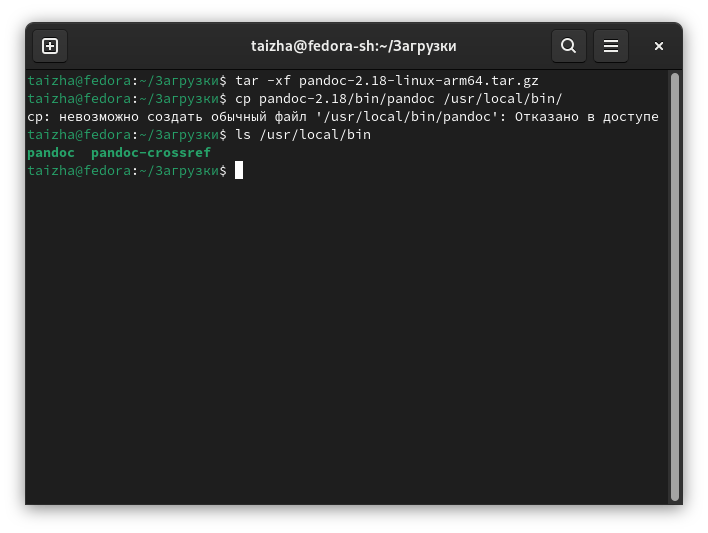 taizha@fedora-sh:~/Загрузки
taizha@fedora:~/Загрузки$ tar -xf pandoc-2.18-linux-arm64.tar.gz
taizha@fedora:~/Загрузки$ cp pandoc-2.18/bin/pandoc /usr/local/bin/
cp: невозможно создать обычный файл '/usr/local/bin/pandoc': Отказано в доступе
taizha@fedora:~/Загрузки$ ls /usr/local/bin
pandoc  pandoc-crossref
taizha@fedora:~/Загрузки$